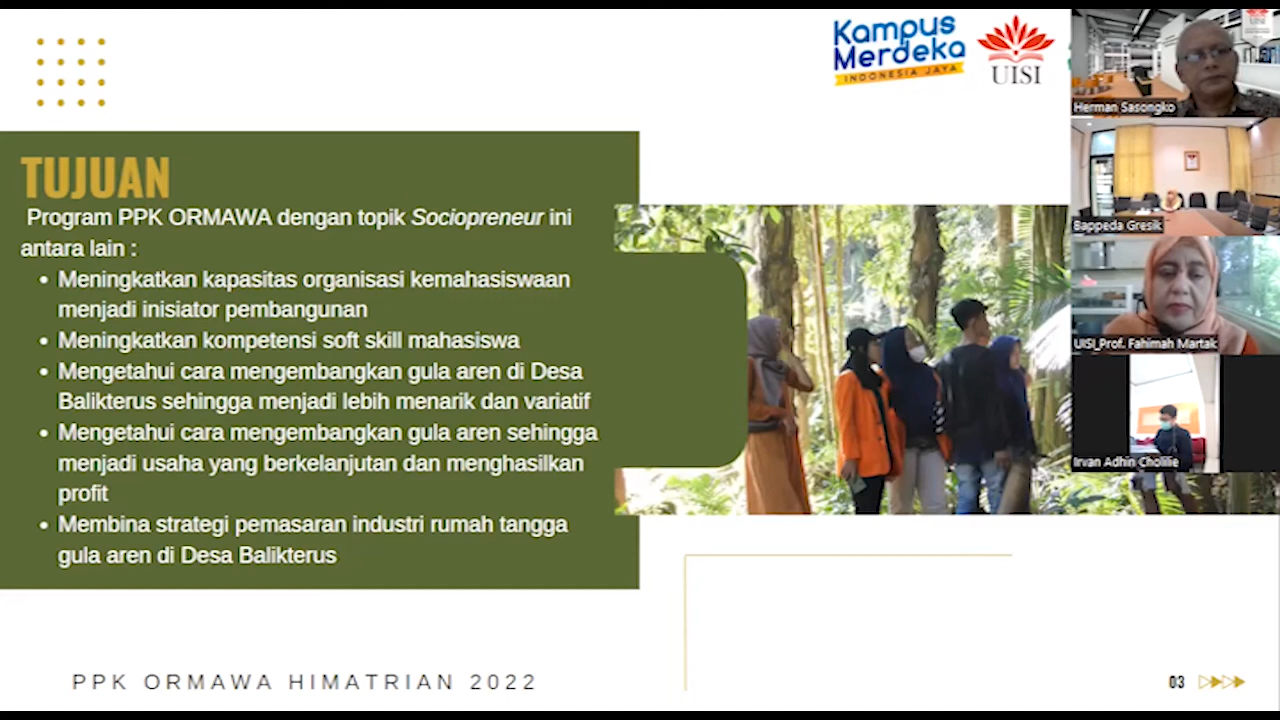 Kampus
Merdeka
INDONESIA JAYA
UISI
Herman Sasongko
Bappeda Gresik
UISI_Prof. Fahimah Martak
Irvan Adhin Cholilie
TUJUAN
Program PPK ORMAWA dengan topik Sociopreneur ini
antara lain :
• Meningkatkan kapasitas organisasi kemahasiswaan
menjadi inisiator pembangunan
• Meningkatkan kompetensi soft skill mahasiswa
• Mengetahui cara mengembangkan gula aren di Desa
Balikterus sehingga menjadi lebih menarik dan variatif
• Mengetahui cara mengembangkan gula aren sehingga
menjadi usaha yang berkelanjutan dan menghasilkan
profit
• Membina strategi pemasaran industri rumah tangga
gula aren di Desa Balikterus
PPK ORMAWA HIMATRIAN 2022
03